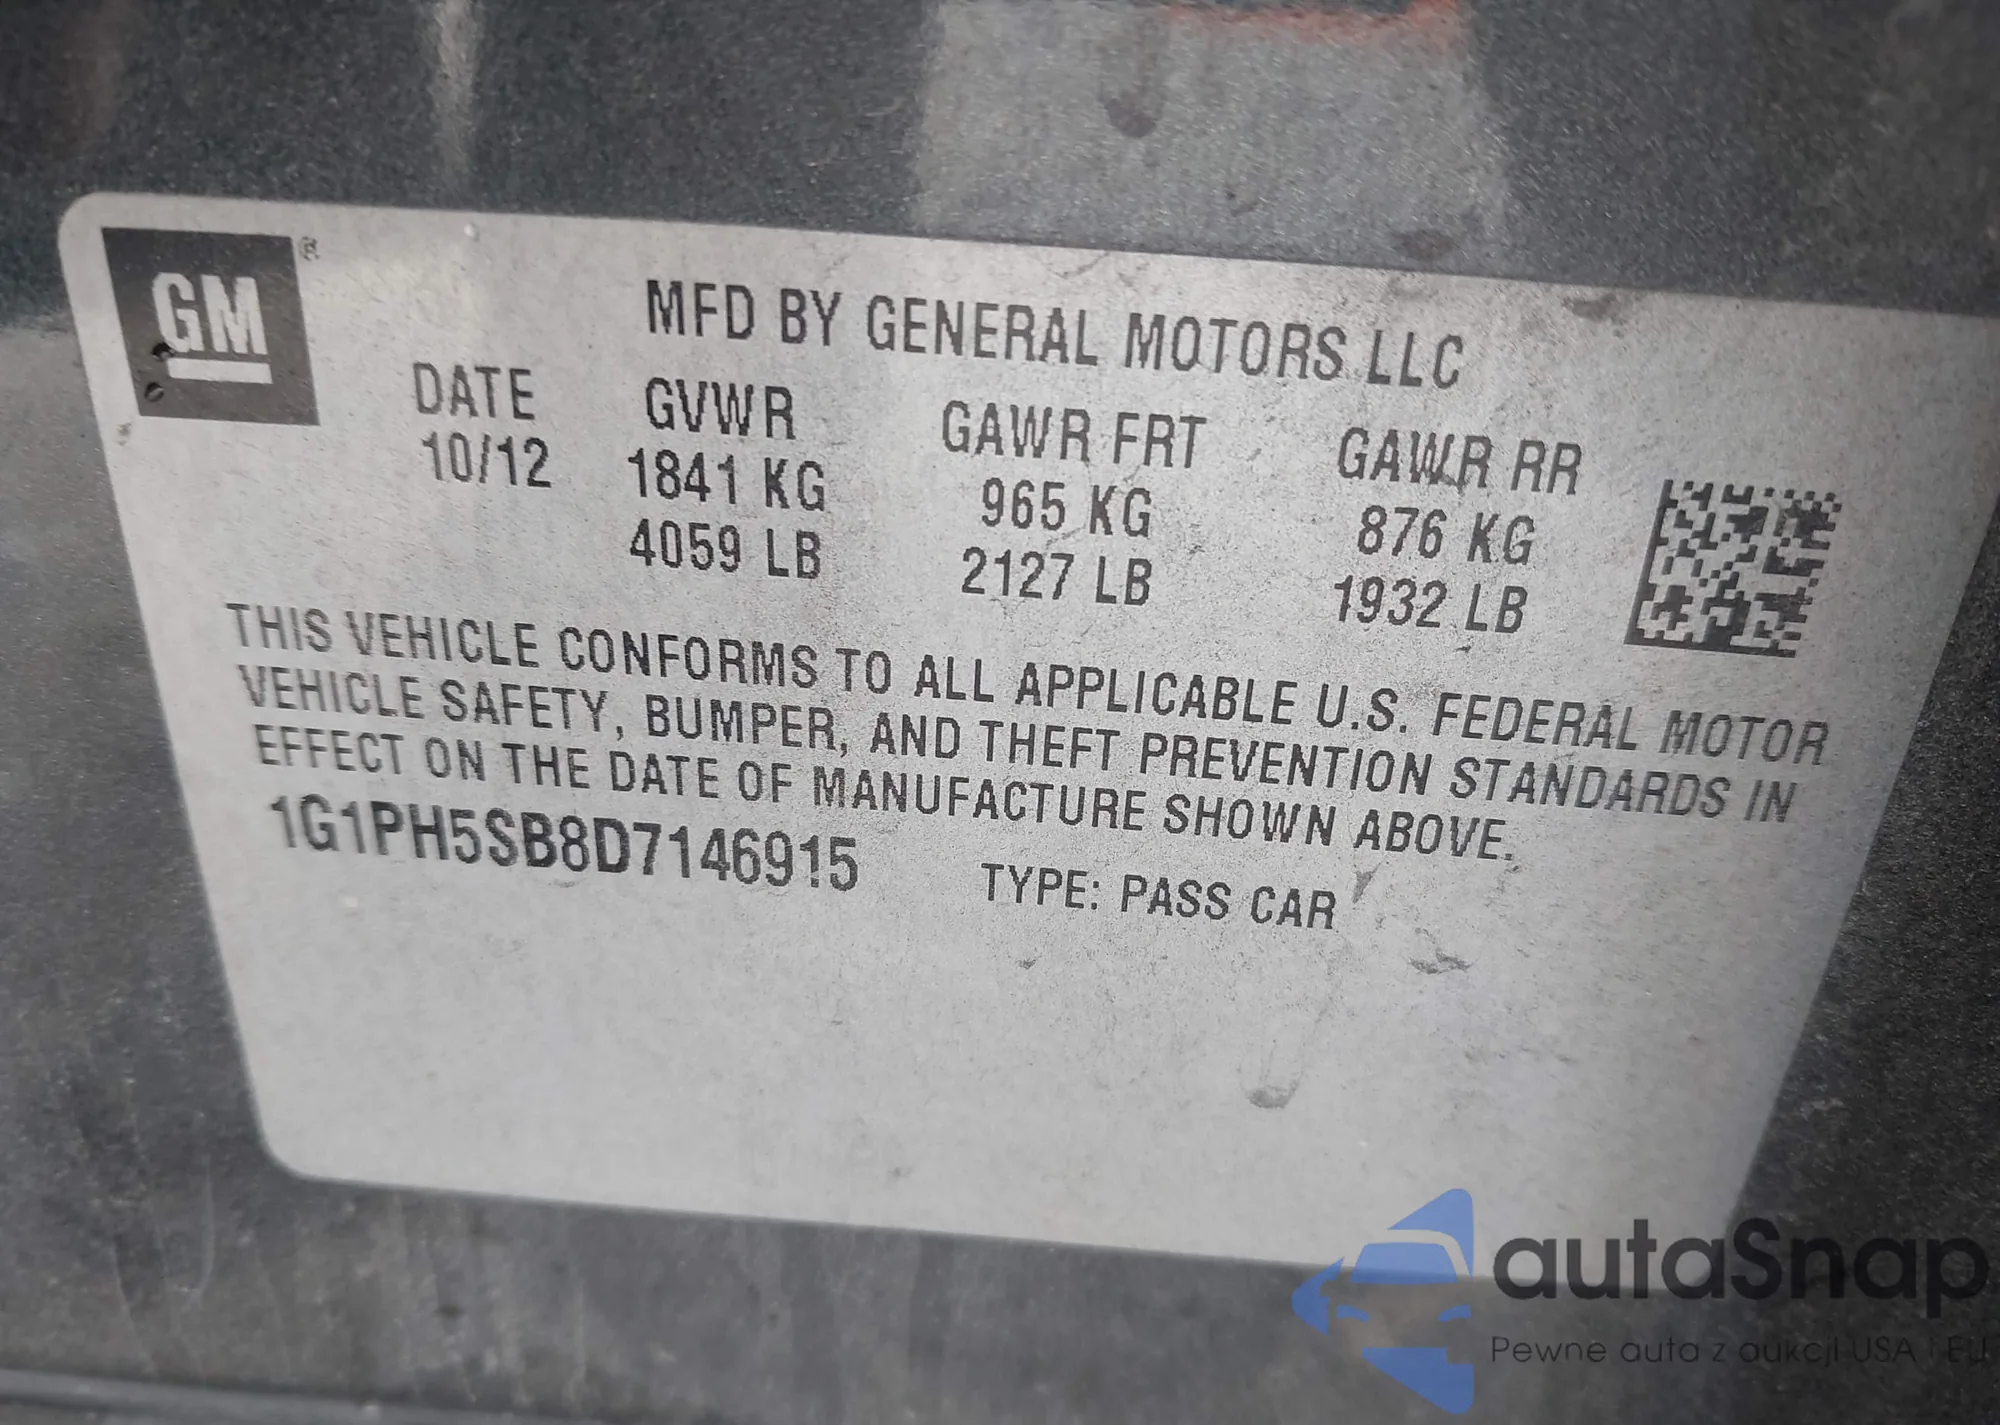 GM ®
MFD BY GENERAL MOTORS LLC
DATE GVWR GAWR FRT GAWR RR
10/12 1841 KG 965 KG 876 KG
4059 LB 2127 LB 1932 LB
THIS VEHICLE CONFORMS TO ALL APPLICABLE U.S. FEDERAL MOTOR
VEHICLE SAFETY, BUMPER, AND THEFT PREVENTION STANDARDS IN
EFFECT ON THE DATE OF MANUFACTURE SHOWN ABOVE.
1G1PH5SB8D7146915 TYPE: PASS CAR
autaSnap
Pewne auta z aukcji USA i EU